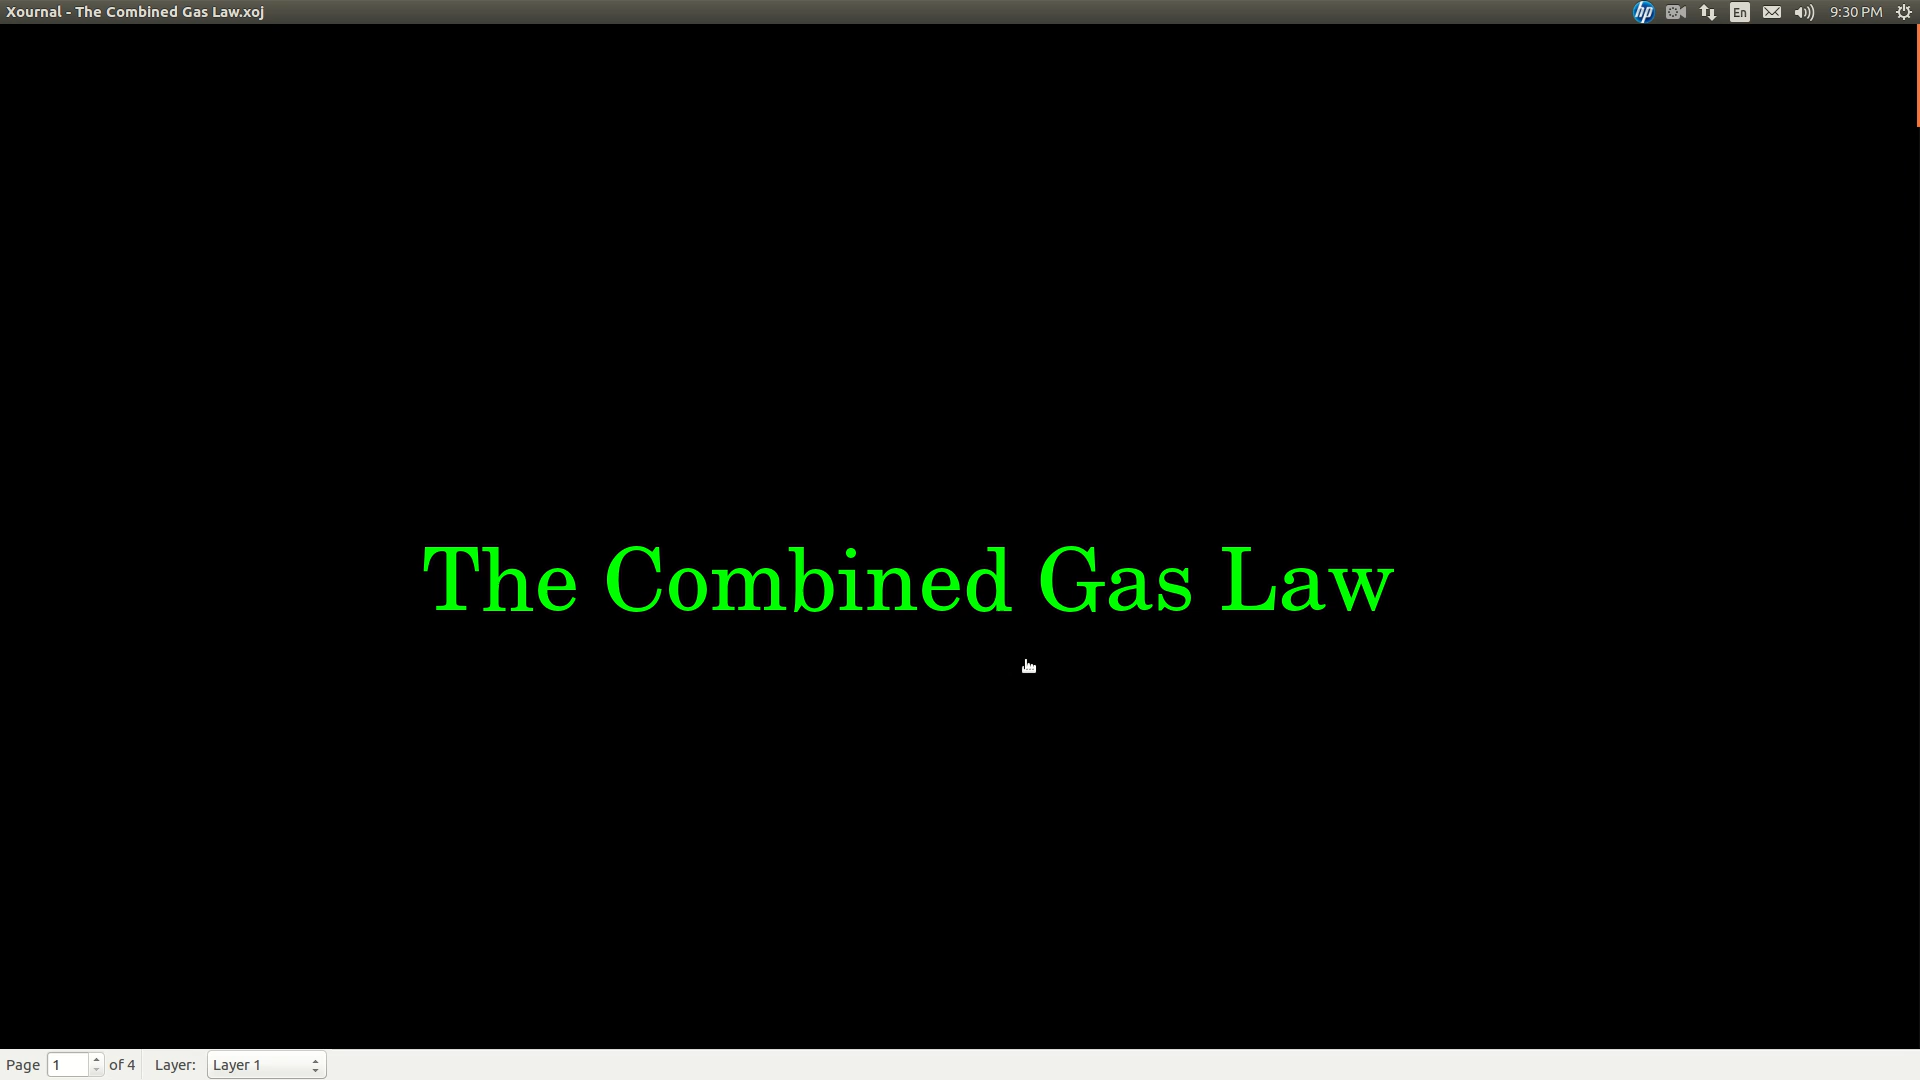 Xournal - The Combined Gas Law.xoj
hp
En
9:30 PM
The Combined Gas Law
Page 1 of 4 Layer: Layer 1